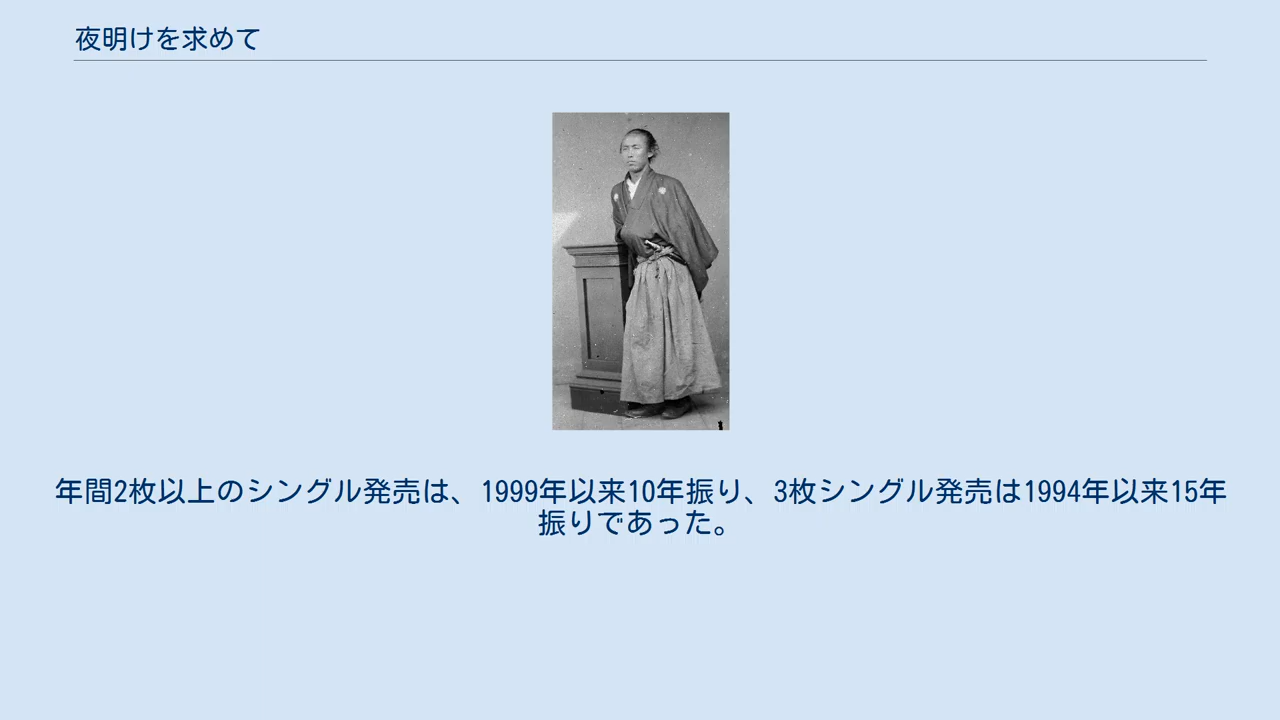 夜明けを求めて
年間2枚以上のシングル発売は、1999年以来10年振り、3枚シングル発売は1994年以来15年
振りであった。